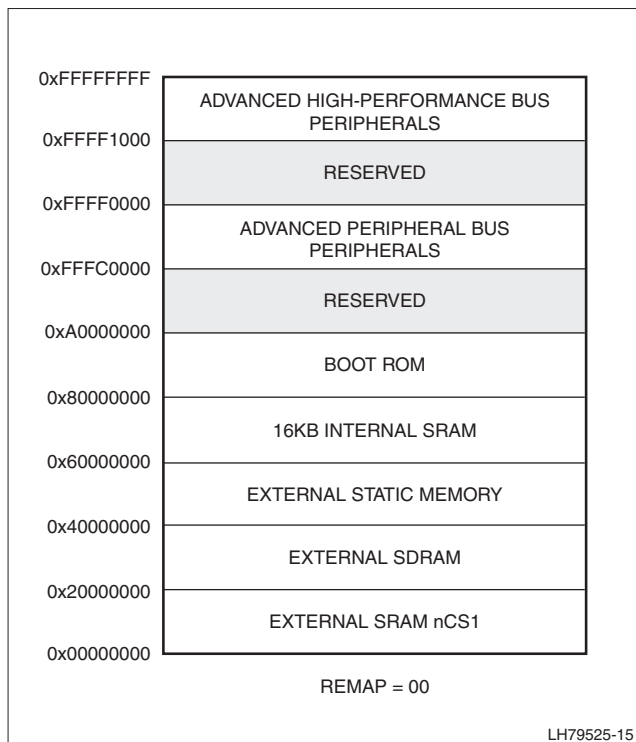 0xFFFFFFFF
ADVANCED HIGH-PERFORMANCE BUS
PERIPHERALS
0xFFFF1000
RESERVED
0xFFFF0000
ADVANCED PERIPHERAL BUS
PERIPHERALS
0xFFFC0000
RESERVED
0xA0000000
BOOT ROM
0x80000000
16KB INTERNAL SRAM
0x60000000
EXTERNAL STATIC MEMORY
0x40000000
EXTERNAL SDRAM
0x20000000
EXTERNAL SRAM nCS1
0x00000000
REMAP = 00
LH79525-15